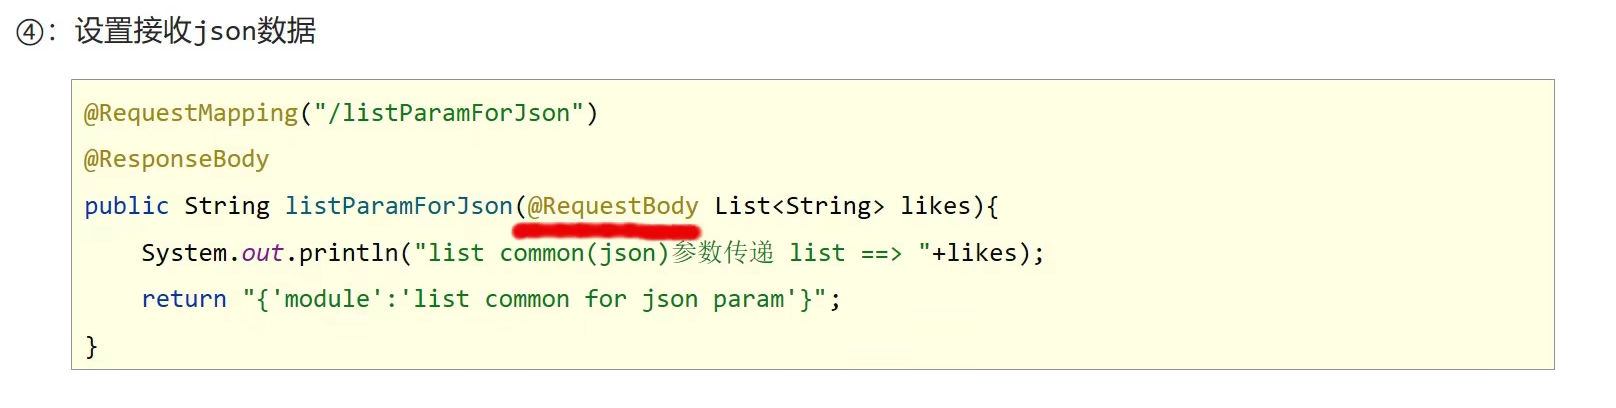 ④：设置接收json数据
@RequestMapping("/listParamForJson")
@ResponseBody
public String listParamForJson(@RequestBody List<String> likes){
    System.out.println("list common(json)参数传递 list ==> "+likes);
    return "{'module':'list common for json param'}";
}